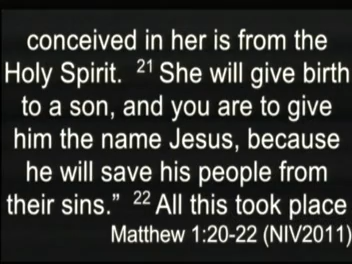 conceived in her is from the
Holy Spirit. 21 She will give birth
to a son, and you are to give
him the name Jesus, because
he will save his people from
their sins.” 22 All this took place
Matthew 1:20-22 (NIV2011)